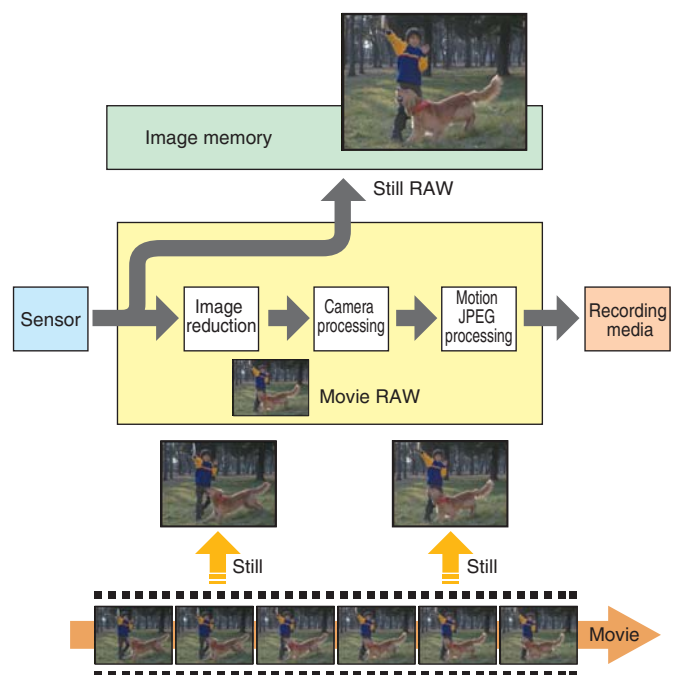 Image memory
Still RAW
Sensor
Image
reduction
Camera
processing
Motion
JPEG
processing
Recording
media
Movie RAW
Still
Still
Movie